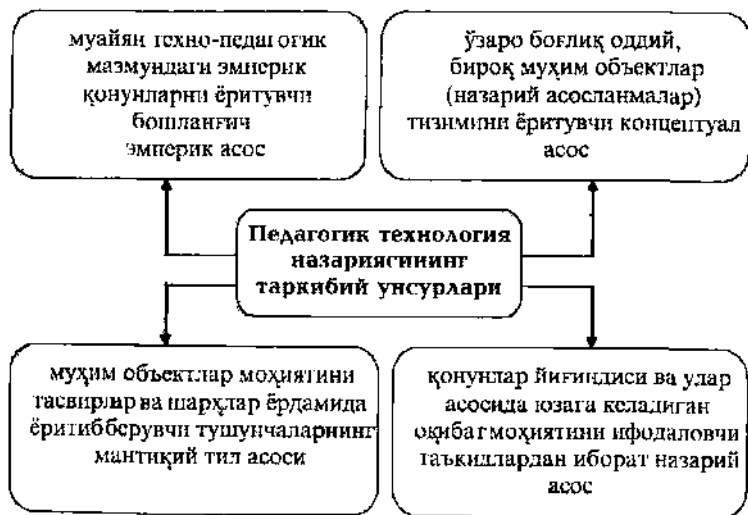 муайян техно-педагогик
мазмундаги эмперик
қонунларни ёритувчи
бошланғич
эмперик асос
ўзаро боғлиқ оддий,
бироқ муҳим объектлар
(назарий асосланмалар)
тизимини ёритувчи концептуал
асос
Педагогик технология
назариясининг
таркибий унсурлари
муҳим объектлар моҳиятини
тасвирлар ва шарҳлар ёрдамида
ёритиб берувчи тушунчаларнинг
мантиқий тил асоси
қонунлар йиғиндиси ва улар
асосида юзага келадиган
оқибат моҳиятини ифодаловчи
таъкидлардан иборат назарий
асос